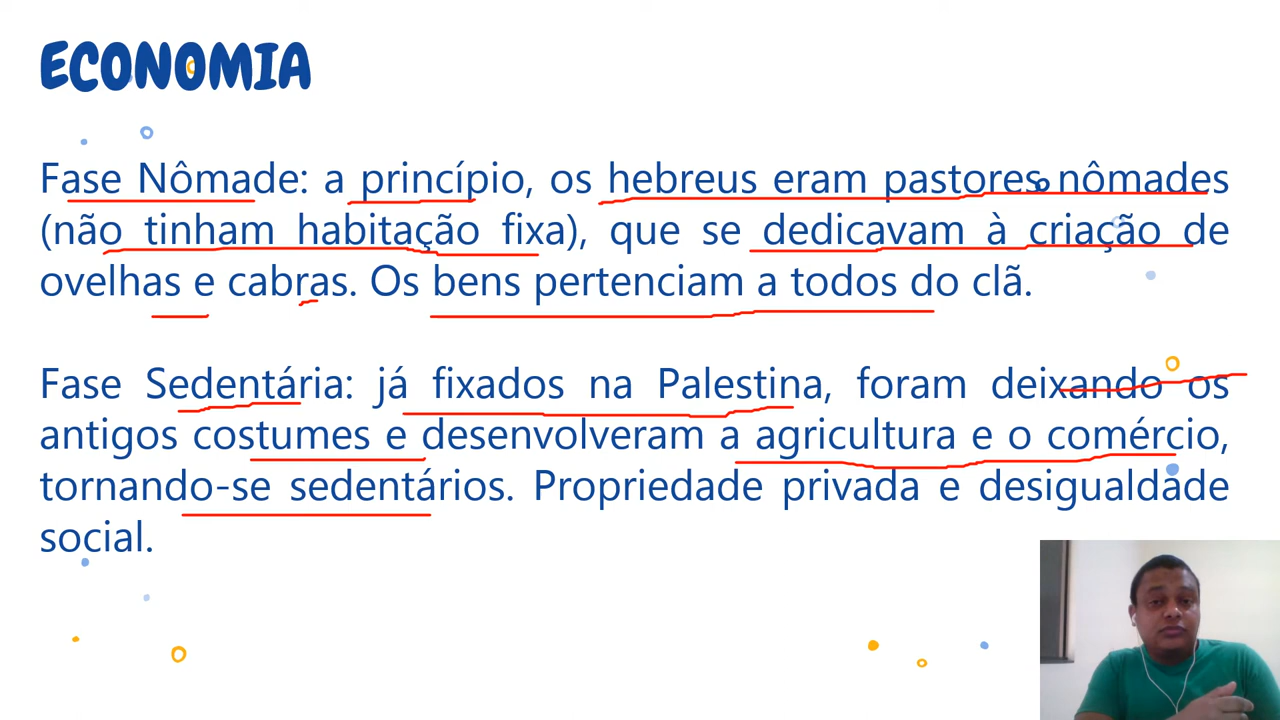 ECONOMIA
Fase Nômade: a princípio, os hebreus eram pastores nômades
(não tinham habitação fixa), que se dedicavam à criação de
ovelhas e cabras. Os bens pertenciam a todos do clã.
Fase Sedentária: já fixados na Palestina, foram deixando os
antigos costumes e desenvolveram a agricultura e o comércio,
tornando-se sedentários. Propriedade privada e desigualdade
social.